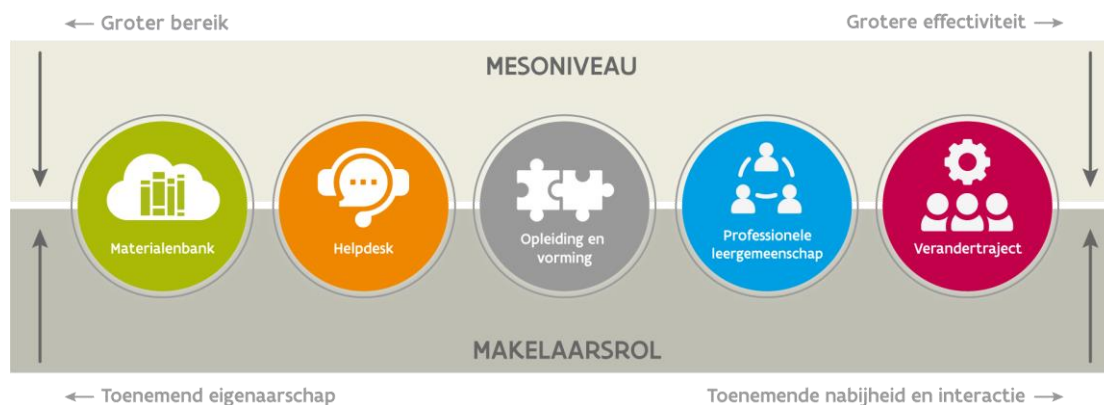 ← Groter bereik
Grotere effectiviteit →
MESONIVEAU
Materialenbank
Helpdesk
Opleiding en
vorming
Professionele
leergemeenschap
Verandertraject
MAKELAARSROL
← Toenemend eigenaarschap
Toenemende nabijheid en interactie →